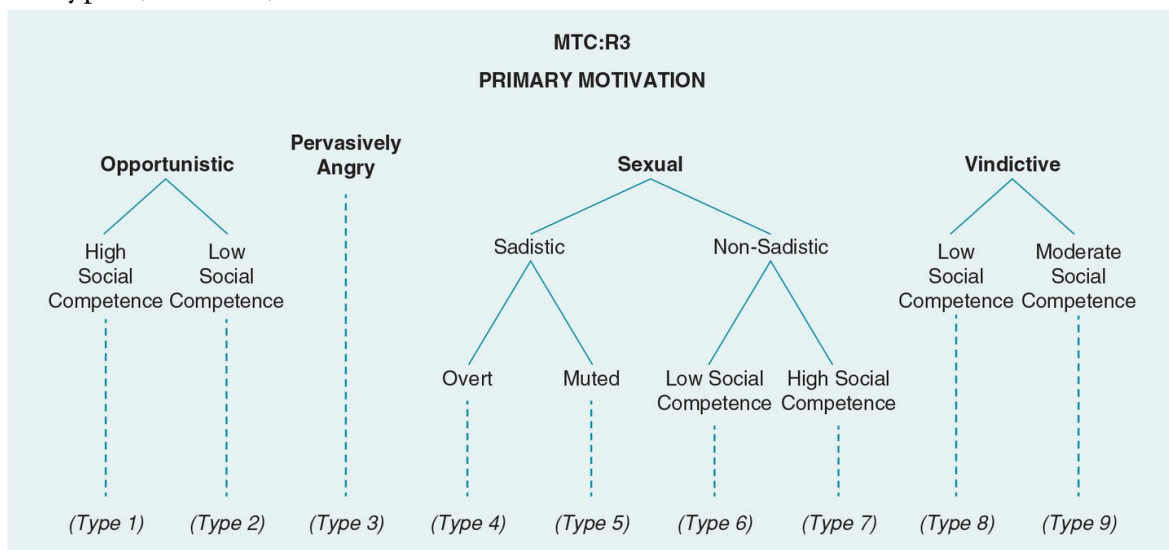 MTC:R3
PRIMARY MOTIVATION
Opportunistic
Pervasively
Angry
Sexual
Vindictive
High
Social
Competence
Low
Social
Competence
Sadistic
Non-Sadistic
Low
Social
Competence
Moderate
Social
Competence
Overt
Muted
Low Social
Competence
High Social
Competence
(Type 1)
(Type 2)
(Type 3)
(Type 4)
(Type 5)
(Type 6)
(Type 7)
(Type 8)
(Type 9)